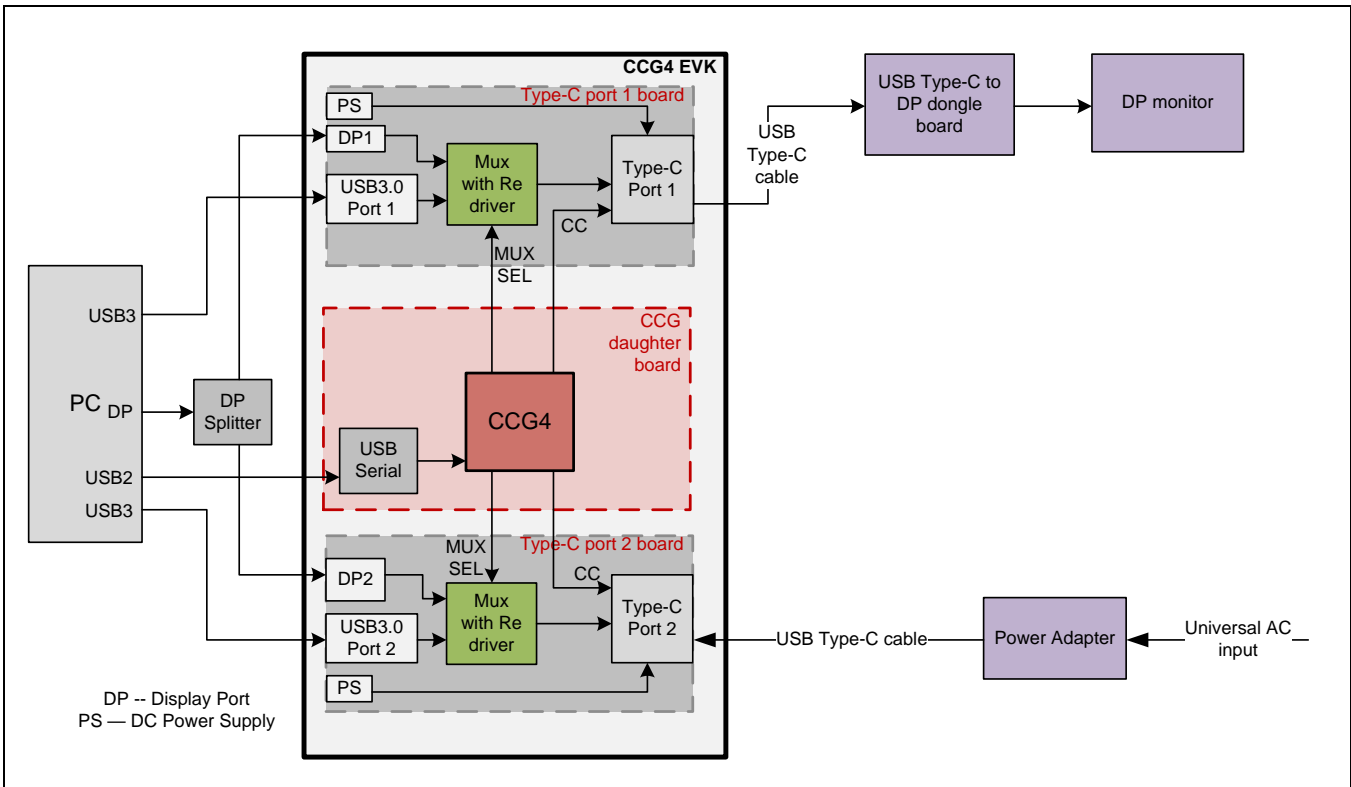 CCG4 EVK
Type-C port 1 board
PS
DP1
USB3.0
Port 1
Mux
with Re
driver
Type-C
Port 1
CC
MUX
SEL
USB
Type-C
cable
USB Type-C to
DP dongle
board
DP monitor
PC
USB3
DP
USB2
USB3
DP
Splitter
CCG
daughter
board
CCG4
USB
Serial
Type-C port 2 board
MUX
SEL
CC
DP2
USB3.0
Port 2
PS
Mux
with Re
driver
Type-C
Port 2
USB Type-C cable
Power Adapter
Universal AC
input
DP -- Display Port
PS — DC Power Supply